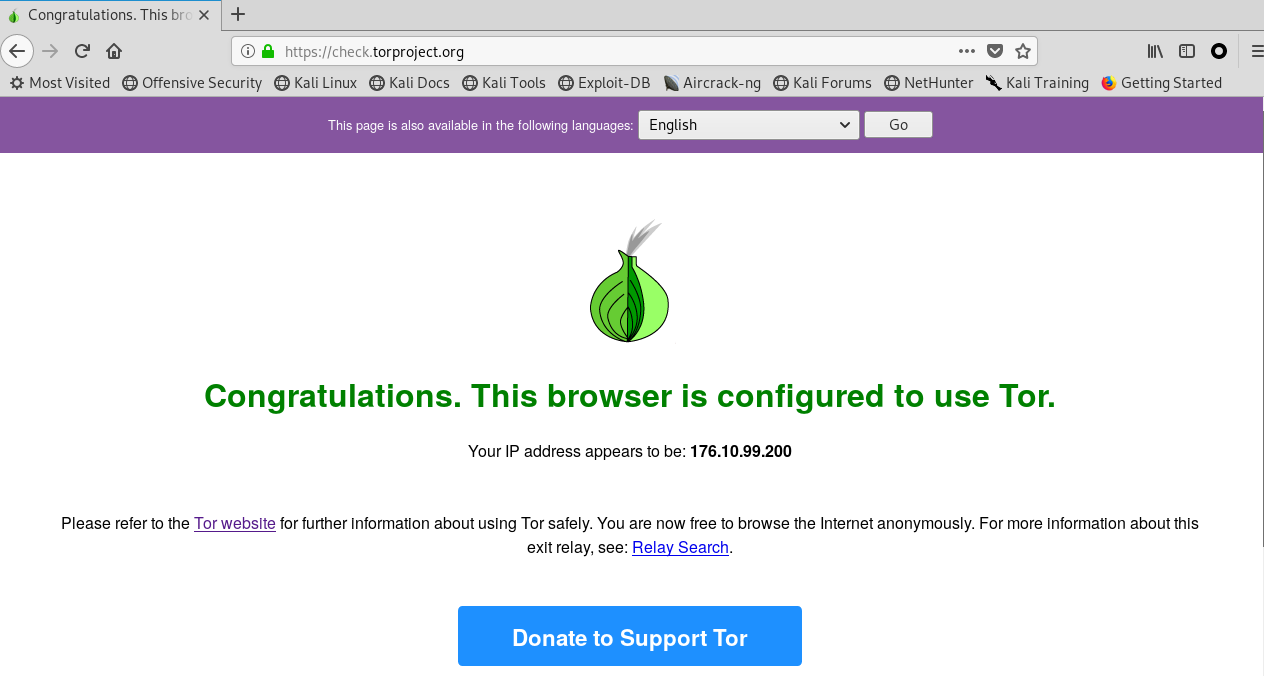 Congratulations. This bro
https://check.torproject.org
Most Visited Offensive Security Kali Linux Kali Docs Kali Tools Exploit-DB Aircrack-ng Kali Forums NetHunter Kali Training Getting Started
This page is also available in the following languages: English Go
Congratulations. This browser is configured to use Tor.
Your IP address appears to be: 176.10.99.200
Please refer to the Tor website for further information about using Tor safely. You are now free to browse the Internet anonymously. For more information about this
exit relay, see: Relay Search.
Donate to Support Tor